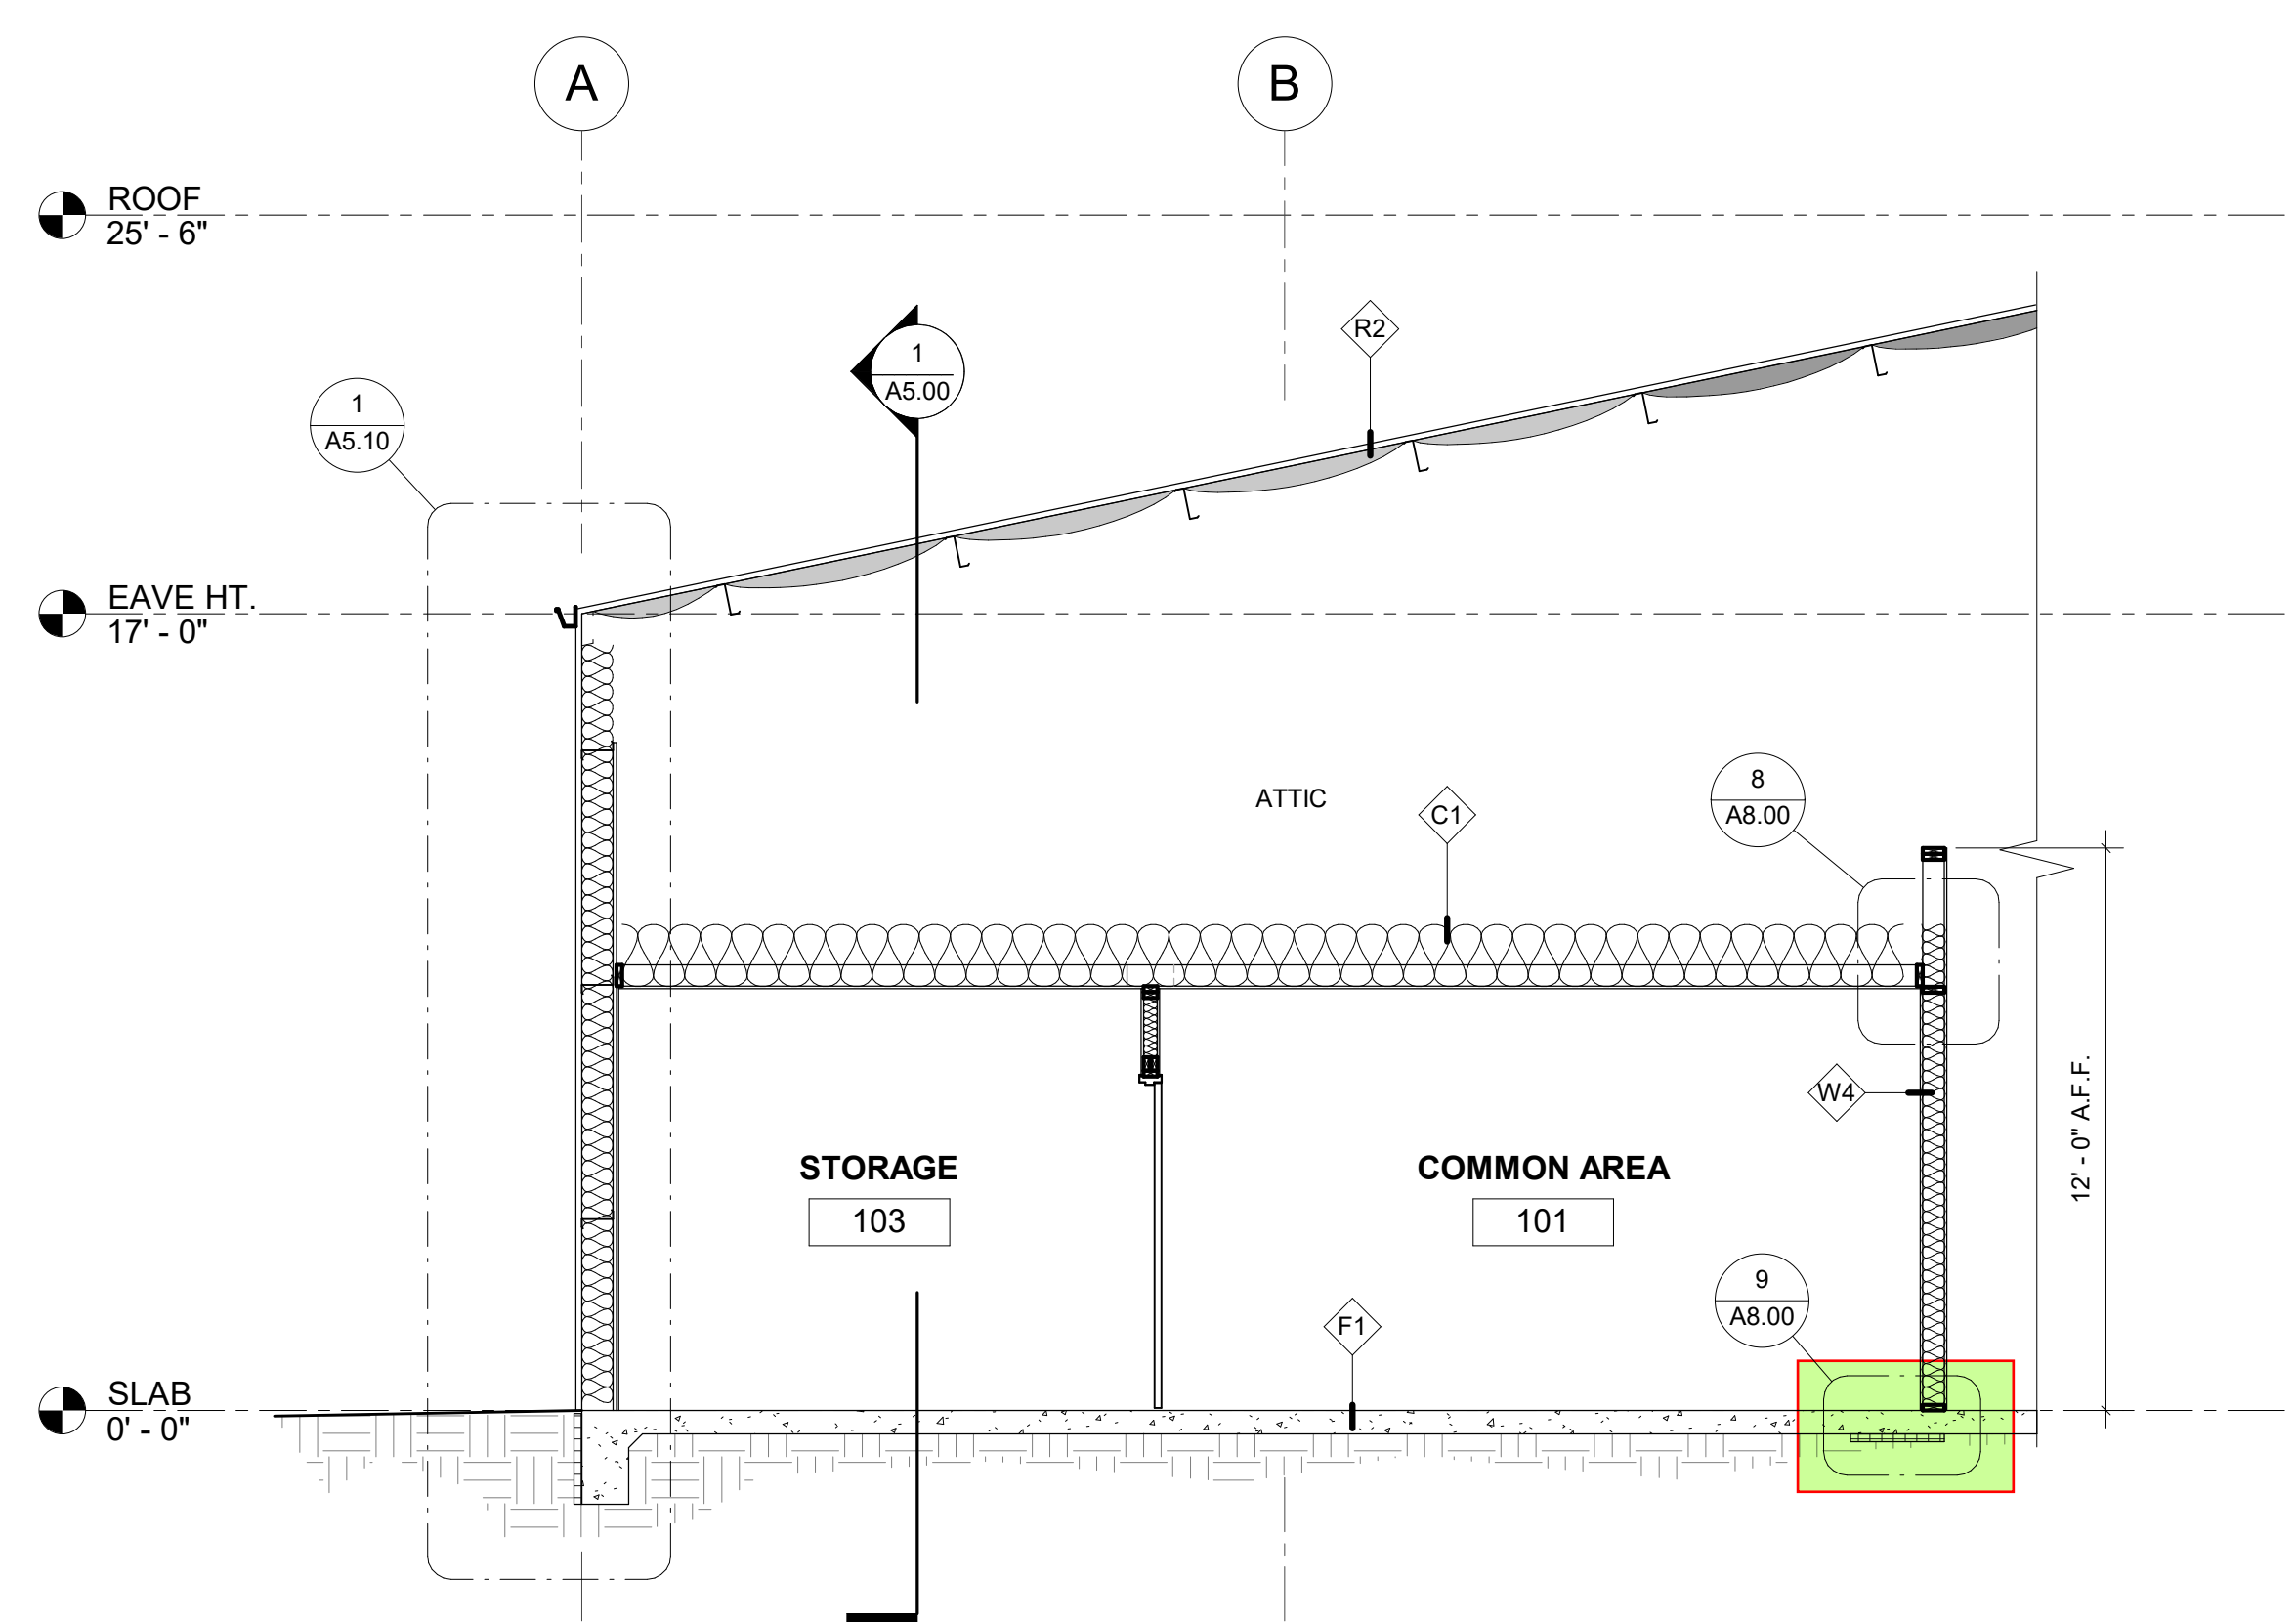 A
B
ROOF
25' - 6"
R2
1
A5.00
1
A5.10
EAVE HT.
17' - 0"
ATTIC
C1
8
A8.00
W4
12' - 0" A.F.F.
STORAGE
103
COMMON AREA
101
9
A8.00
F1
SLAB
0' - 0"